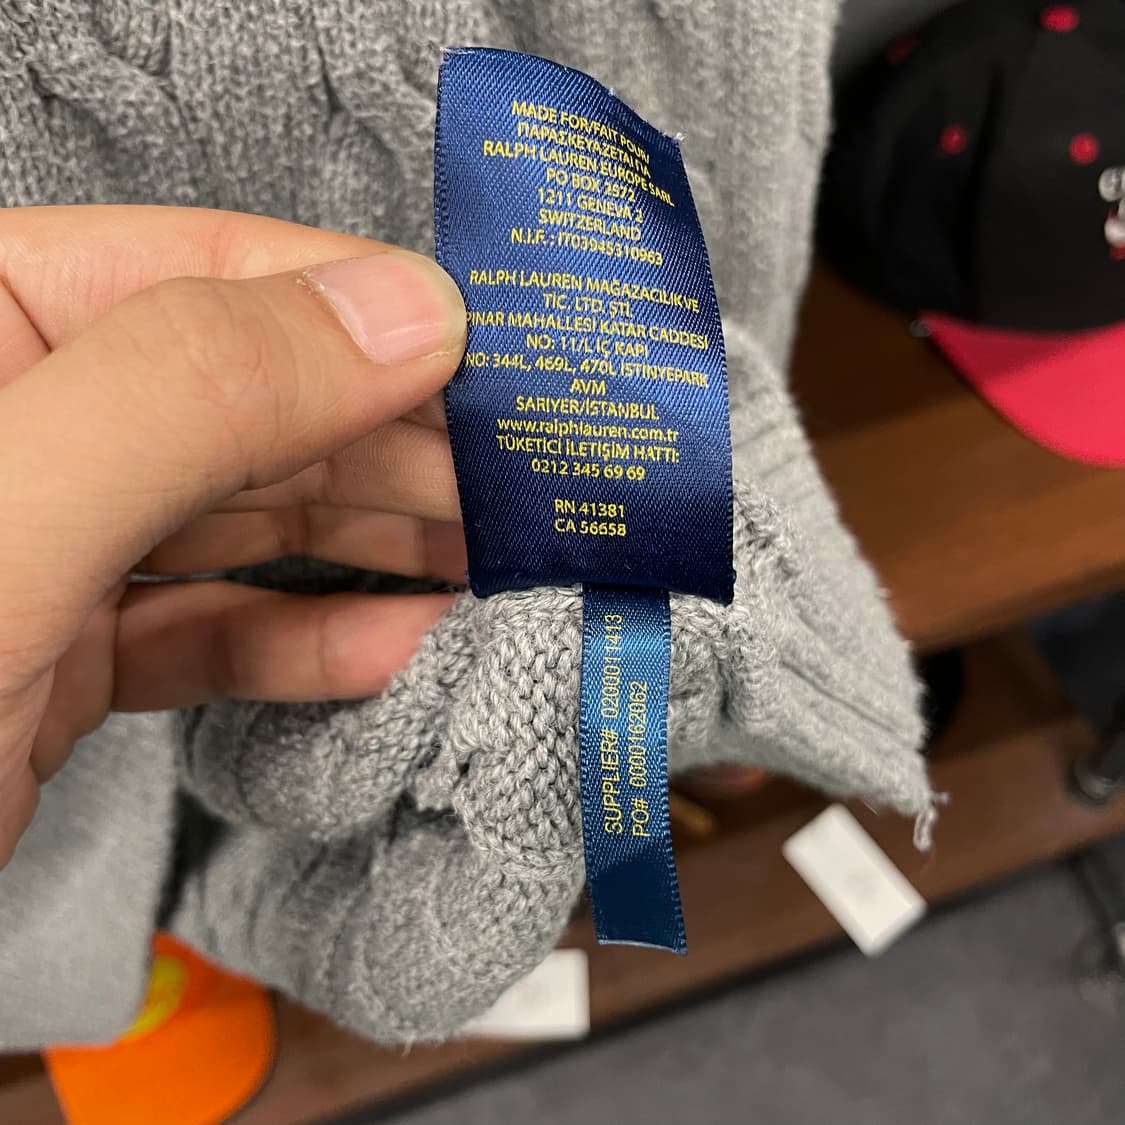 MADE FOR/FAIT POUR/
ΠΑΡΑΣΚΕΥΑΖΕΤΑΙ ΓΙΑ
RALPH LAUREN EUROPE SARL
PO BOX 2572
1211 GENEVA 2
SWITZERLAND
N.I.F. : IT03945310963
RALPH LAUREN MAĞAZACILIK VE
TİC. LTD. ŞTİ.
PINAR MAHALLESİ KATAR CADDESİ
NO: 11/L İÇ KAPI
NO: 344L, 469L, 470L İSTİNYEPARK
AVM
SARIYER/İSTANBUL
www.ralphlauren.com.tr
TÜKETİCİ İLETİŞİM HATTI:
0212 345 69 69
RN 41381
CA 56658
SUPPLIER# 0200011413
PO# 0000162062